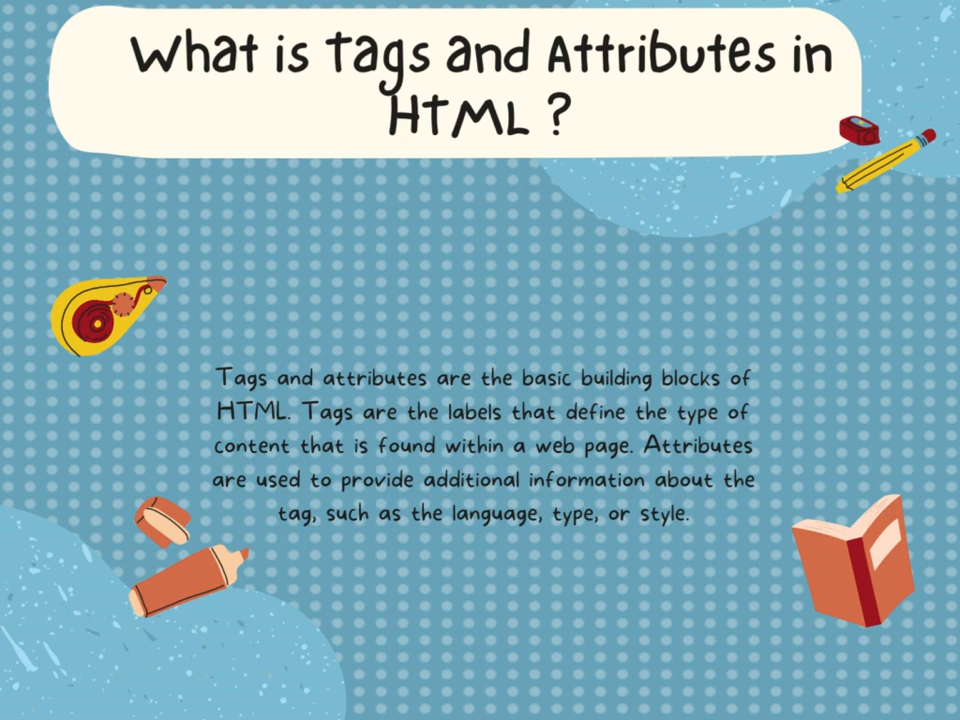 What is Tags and Attributes in
HTML ?
Tags and attributes are the basic building blocks of
HTML. Tags are the labels that define the type of
content that is found within a web page. Attributes
are used to provide additional information about the
tag, such as the language, type, or style.